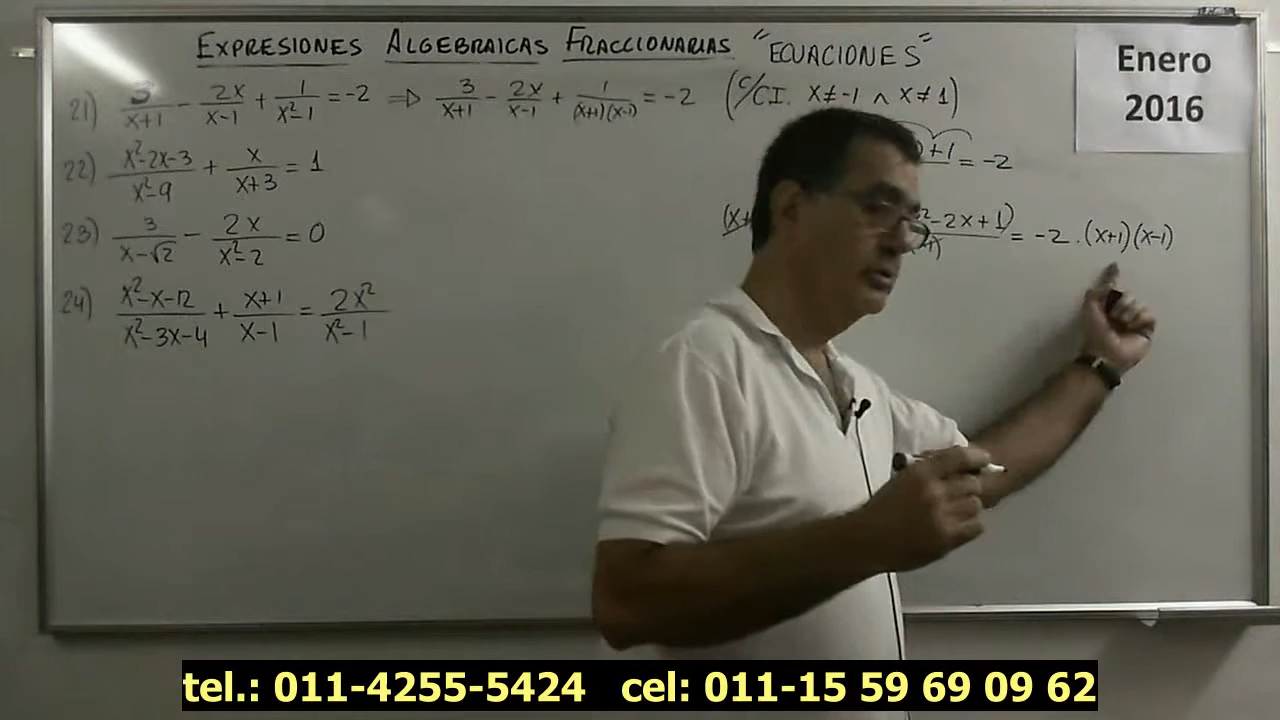 EXPRESIONES ALGEBRAICAS FRACCIONARIAS "ECUACIONES"
Enero
2016
21) 3/(x+1) - 2x/(x-1) + 1/(x²-1) = -2 ⇒ 3/(x+1) - 2x/(x-1) + 1/((x+1)(x-1)) = -2 (C/CI. x≠-1 ∧ x≠1)
+1 = -2
22) (x²-2x-3)/(x²-9) + x/(x+3) = 1
-2x+1) = -2 . (x+1)(x-1)
23) 3/(x-√2) - 2x/(x²-2) = 0
24) (x²-x-12)/(x²-3x-4) + (x+1)/(x-1) = 2x²/(x²-1)
tel.: 011-4255-5424 cel: 011-15 59 69 09 62